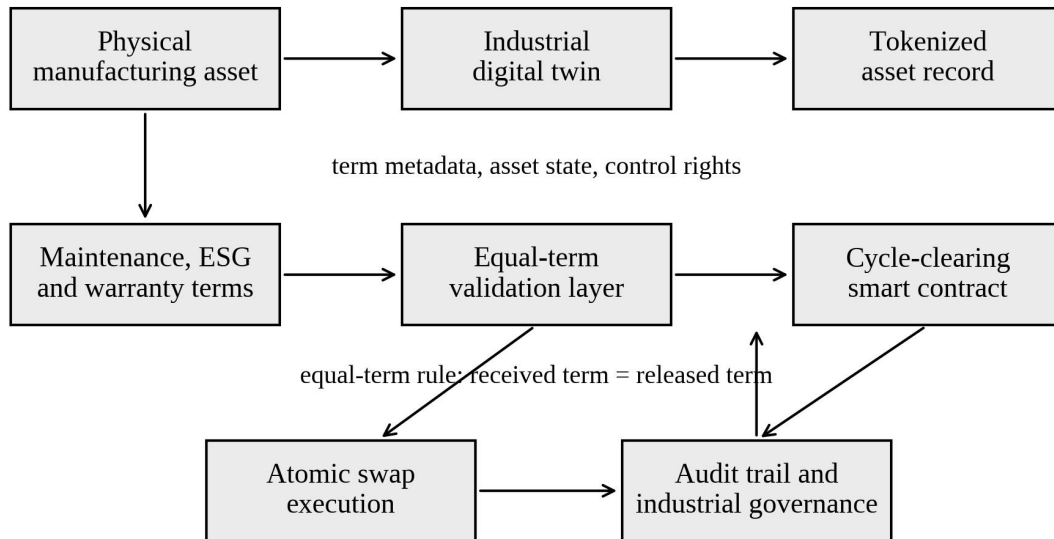 Physical
manufacturing asset
Industrial
digital twin
Tokenized
asset record
term metadata, asset state, control rights
Maintenance, ESG
and warranty terms
Equal-term
validation layer
Cycle-clearing
smart contract
equal-term rule: received term = released term
Atomic swap
execution
Audit trail and
industrial governance